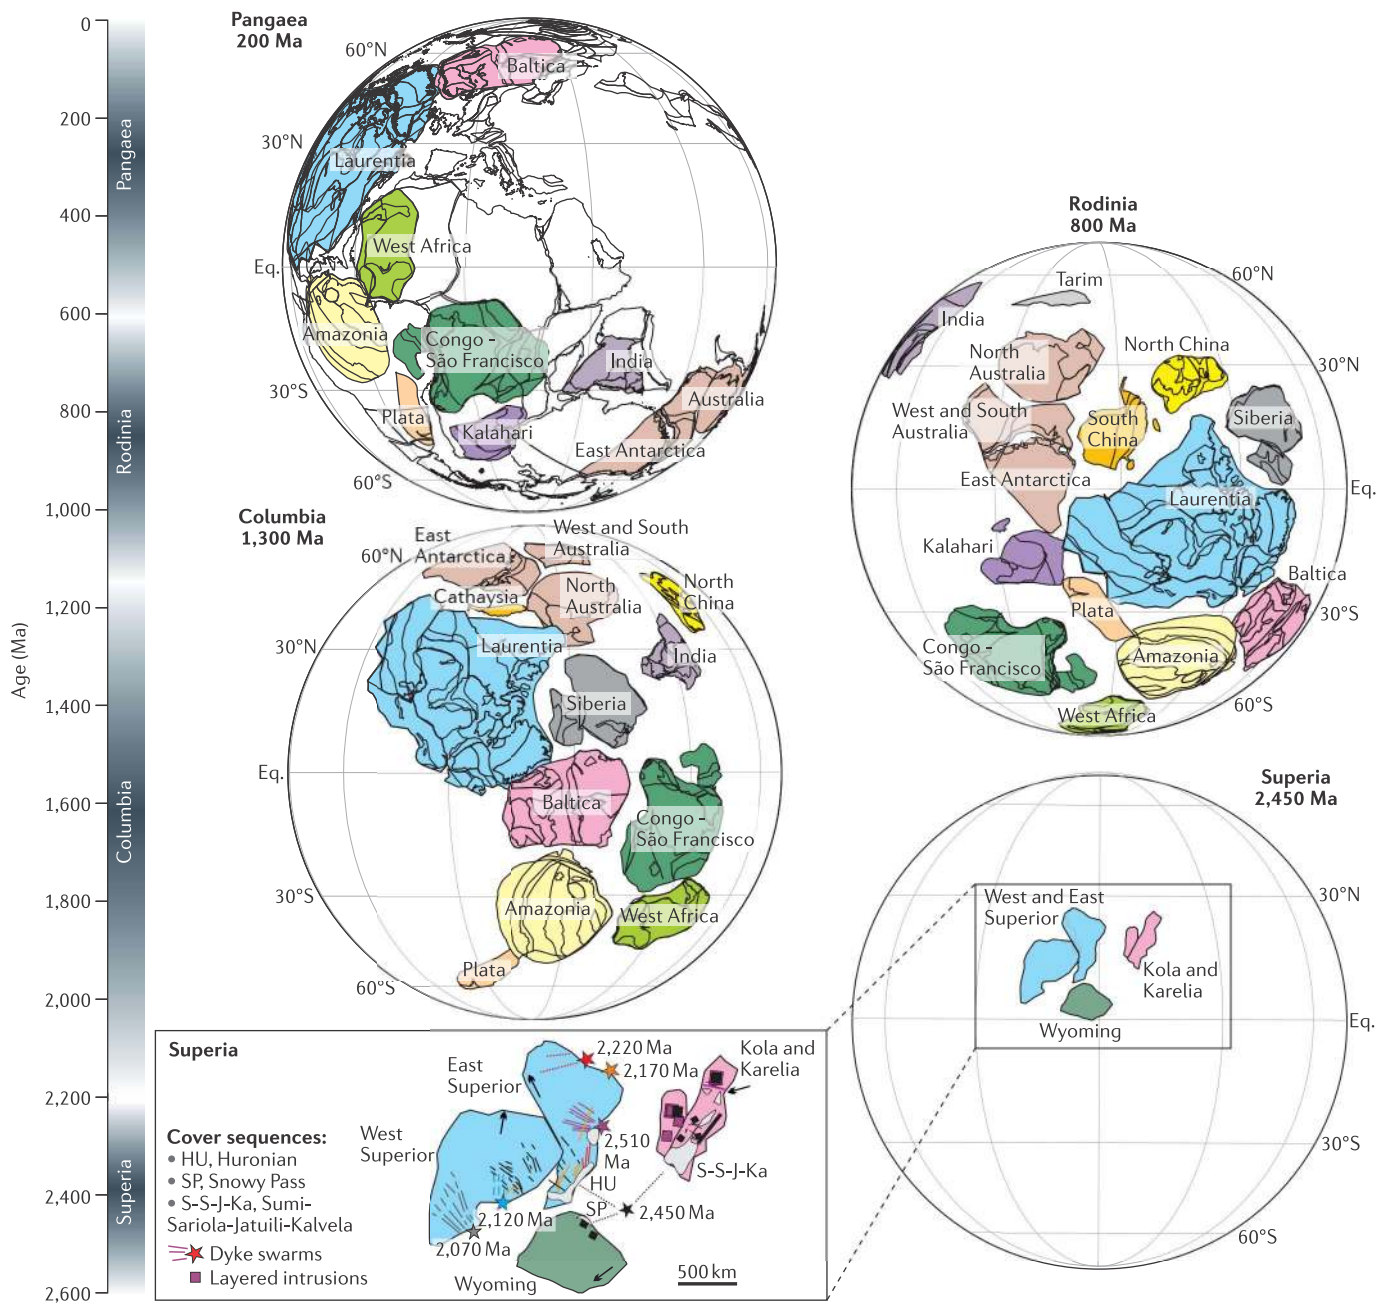 0
200
400
600
800
1,000
1,200
1,400
1,600
1,800
2,000
2,200
2,400
2,600
Age (Ma)
Pangaea
Rodinia
Columbia
Superia
Pangaea
200 Ma
60°N
30°N
Eq.
30°S
60°S
Baltica
Laurentia
West Africa
Amazonia
Congo -
São Francisco
India
Plata
Kalahari
Australia
East Antarctica
Rodinia
800 Ma
60°N
30°N
Eq.
30°S
60°S
Tarim
India
North
Australia
North China
West and South
Australia
South
China
Siberia
East Antarctica
Laurentia
Kalahari
Baltica
Plata
Congo -
São Francisco
Amazonia
West Africa
Columbia
1,300 Ma
60°N
30°N
Eq.
30°S
60°S
East
Antarctica
West and South
Australia
Cathaysia
North
Australia
North
China
Laurentia
India
Siberia
Baltica
Congo -
São Francisco
Amazonia
West Africa
Plata
Superia
2,450 Ma
30°N
Eq.
30°S
60°S
West and East
Superior
Kola and
Karelia
Wyoming
Superia
East
Superior
West
Superior
2,220 Ma
2,170 Ma
Kola and
Karelia
2,510
Ma
HU
SP
S-S-J-Ka
2,450 Ma
2,120 Ma
2,070 Ma
Wyoming
500 km
Cover sequences:
• HU, Huronian
• SP, Snowy Pass
• S-S-J-Ka, Sumi-
Sariola-Jatuili-Kalvela
Dyke swarms
Layered intrusions